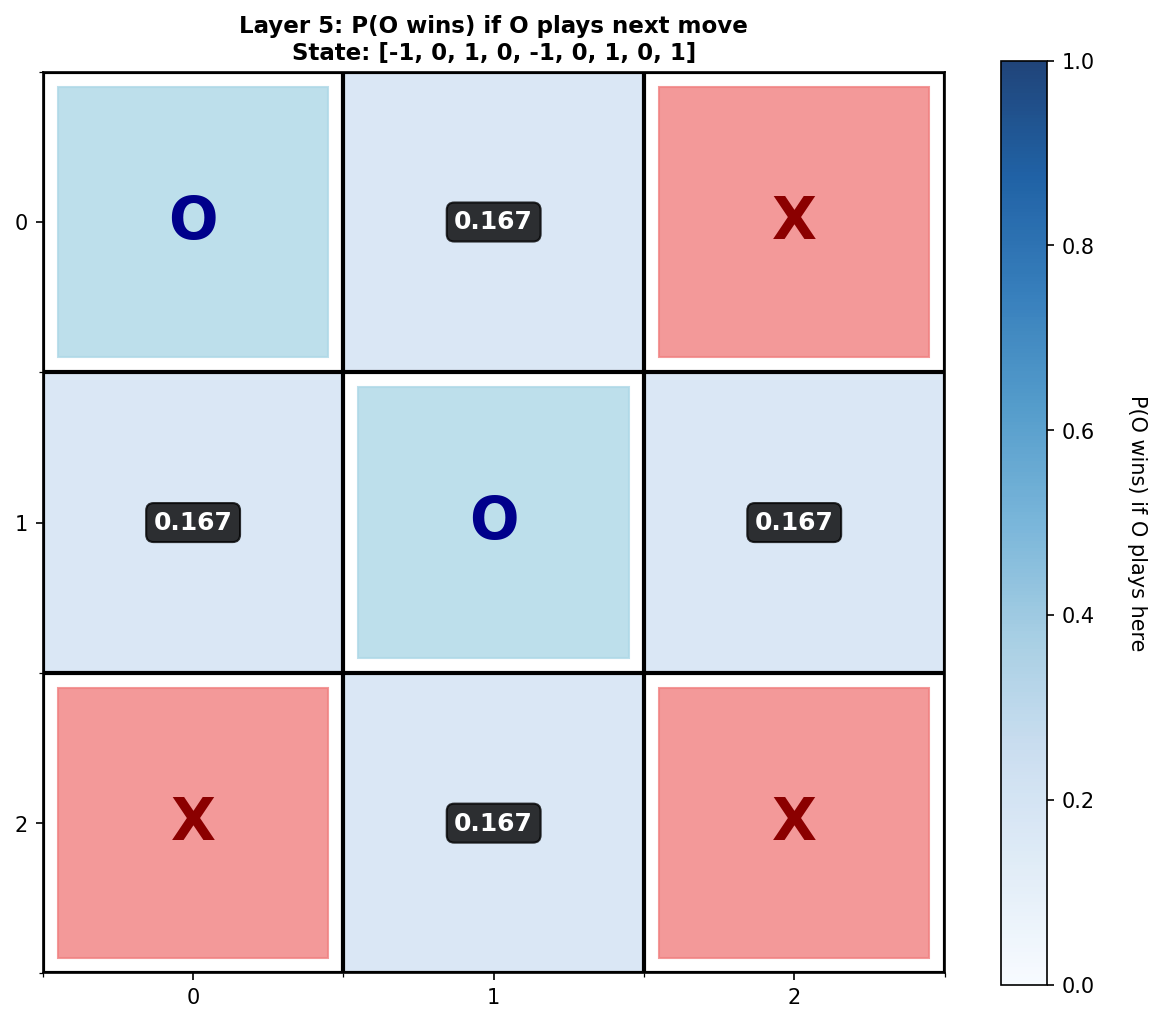 Layer 5: P(O wins) if O plays next move
State: [-1, 0, 1, 0, -1, 0, 1, 0, 1]
O
0.167
X
0.167
O
0.167
X
0.167
X
0
1
2
0
1
2
1.0
0.8
0.6
0.4
0.2
0.0
P(O wins) if O plays here